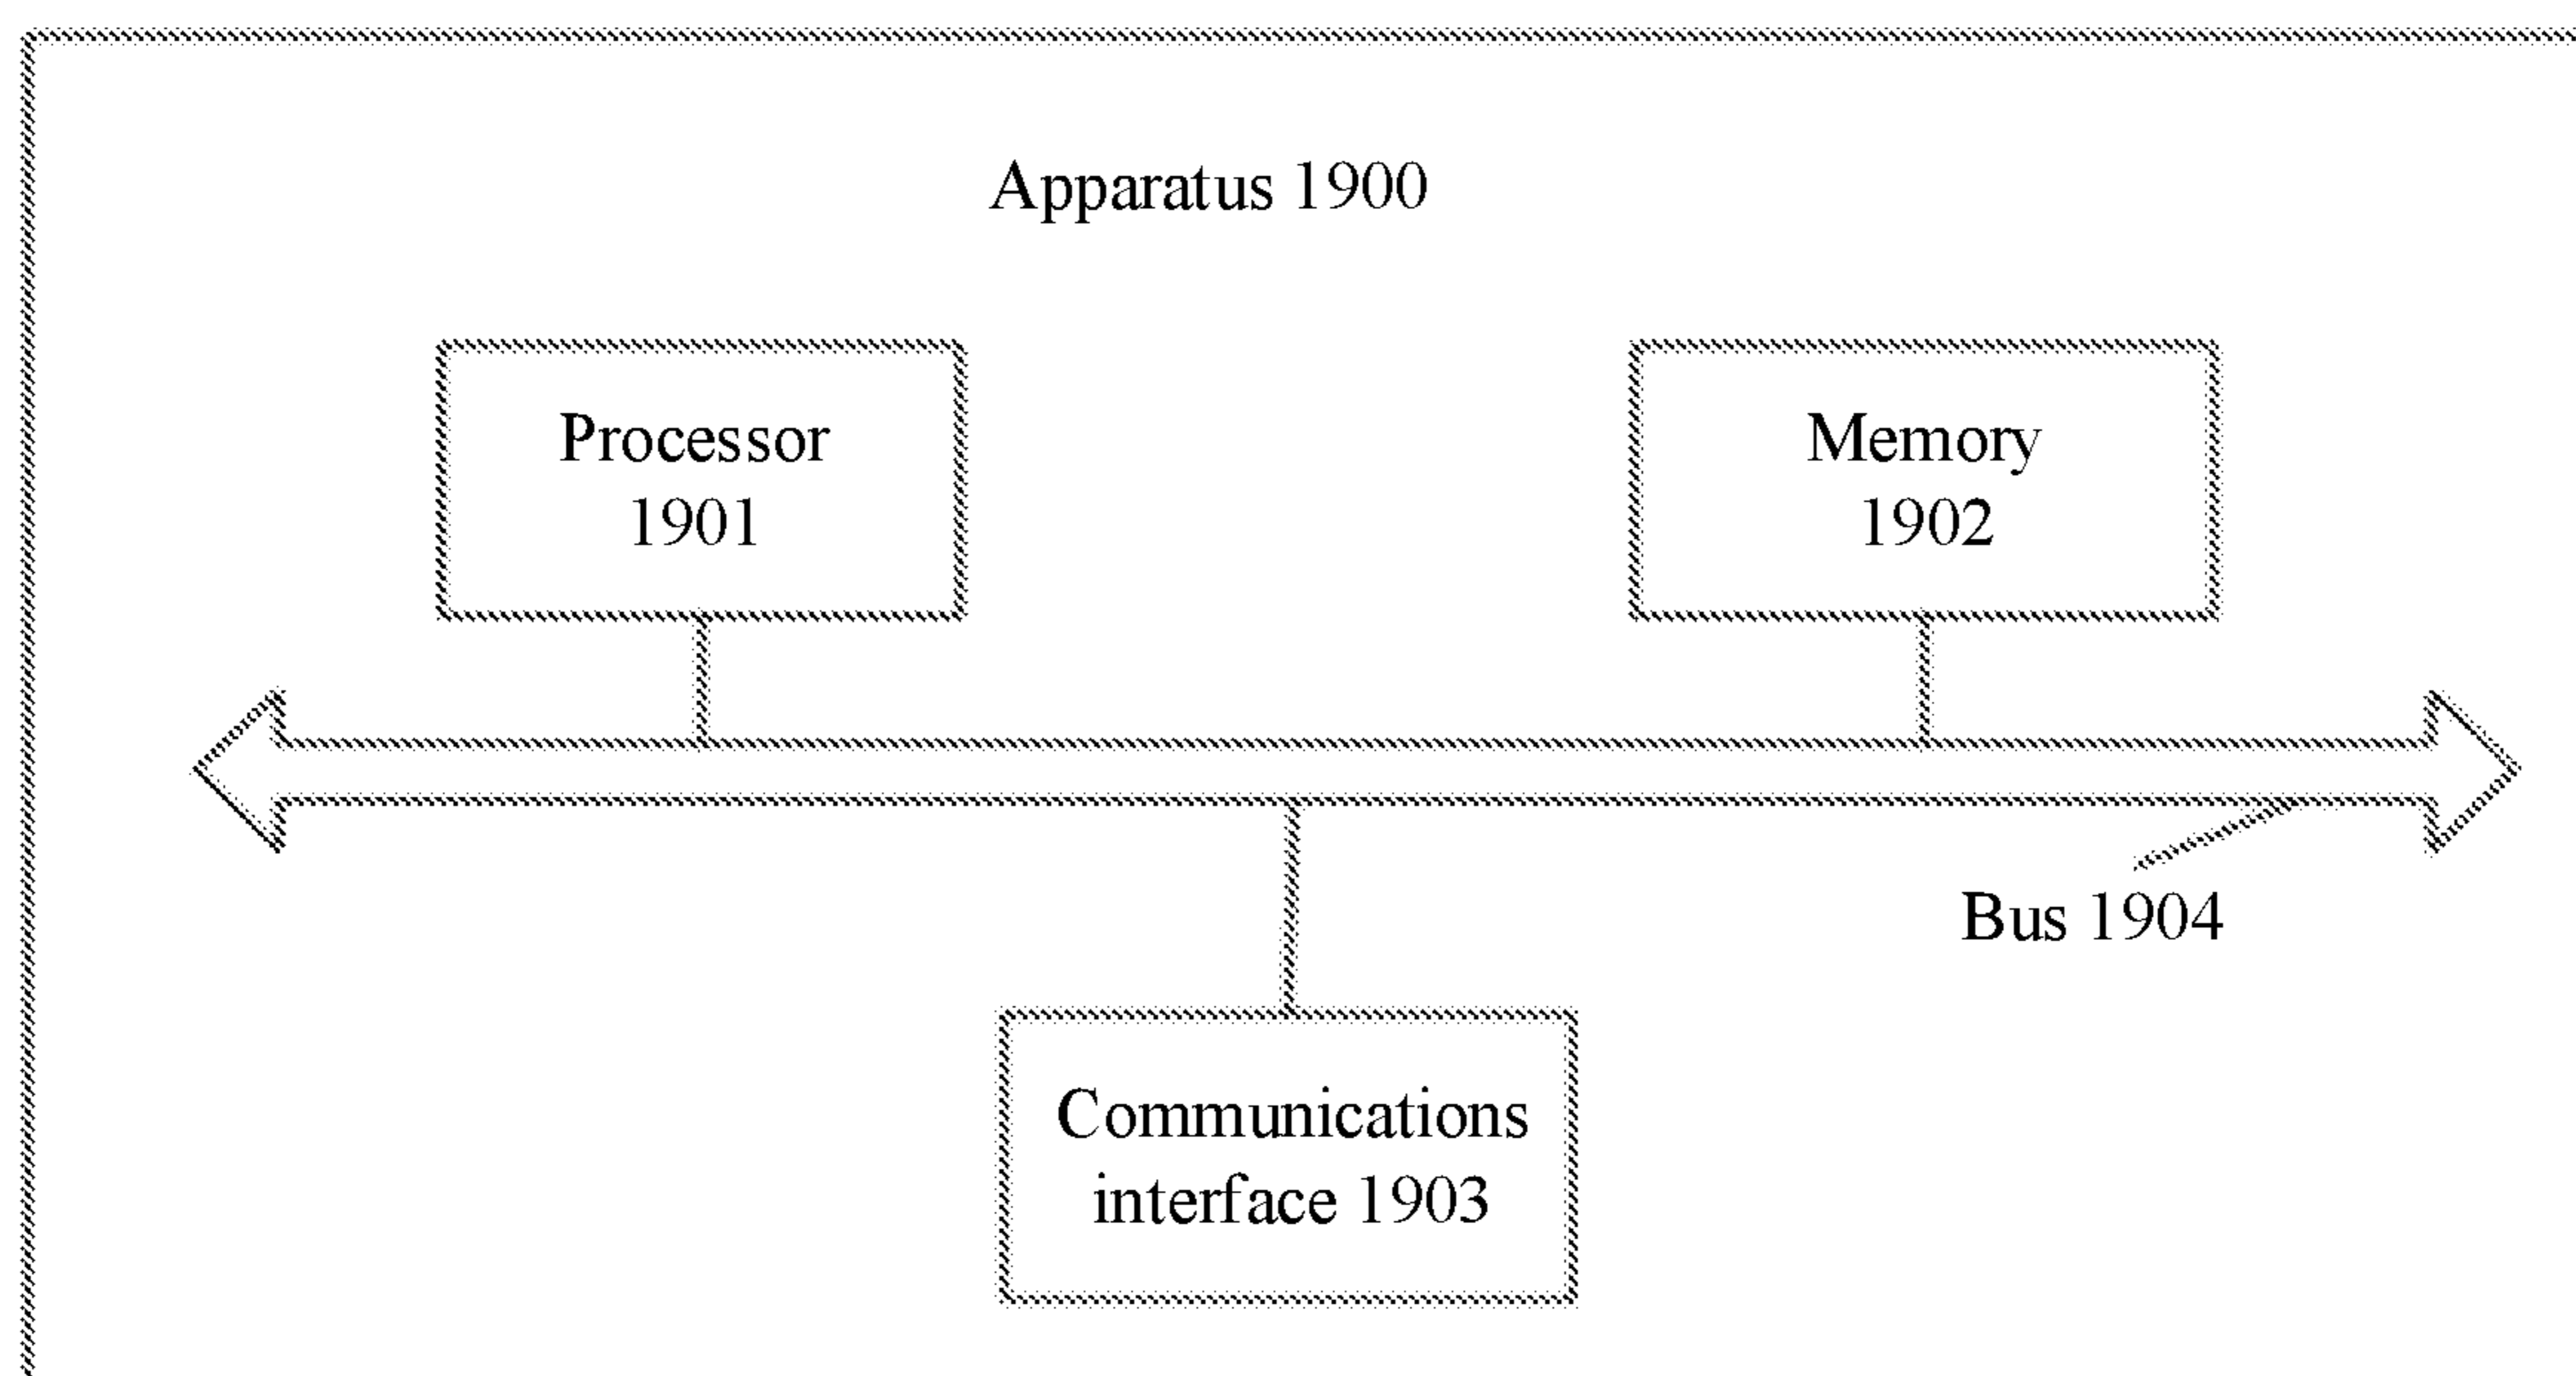 Apparatus 1900
Processor
1901
Memory
1902
Bus 1904
Communications
interface 1903